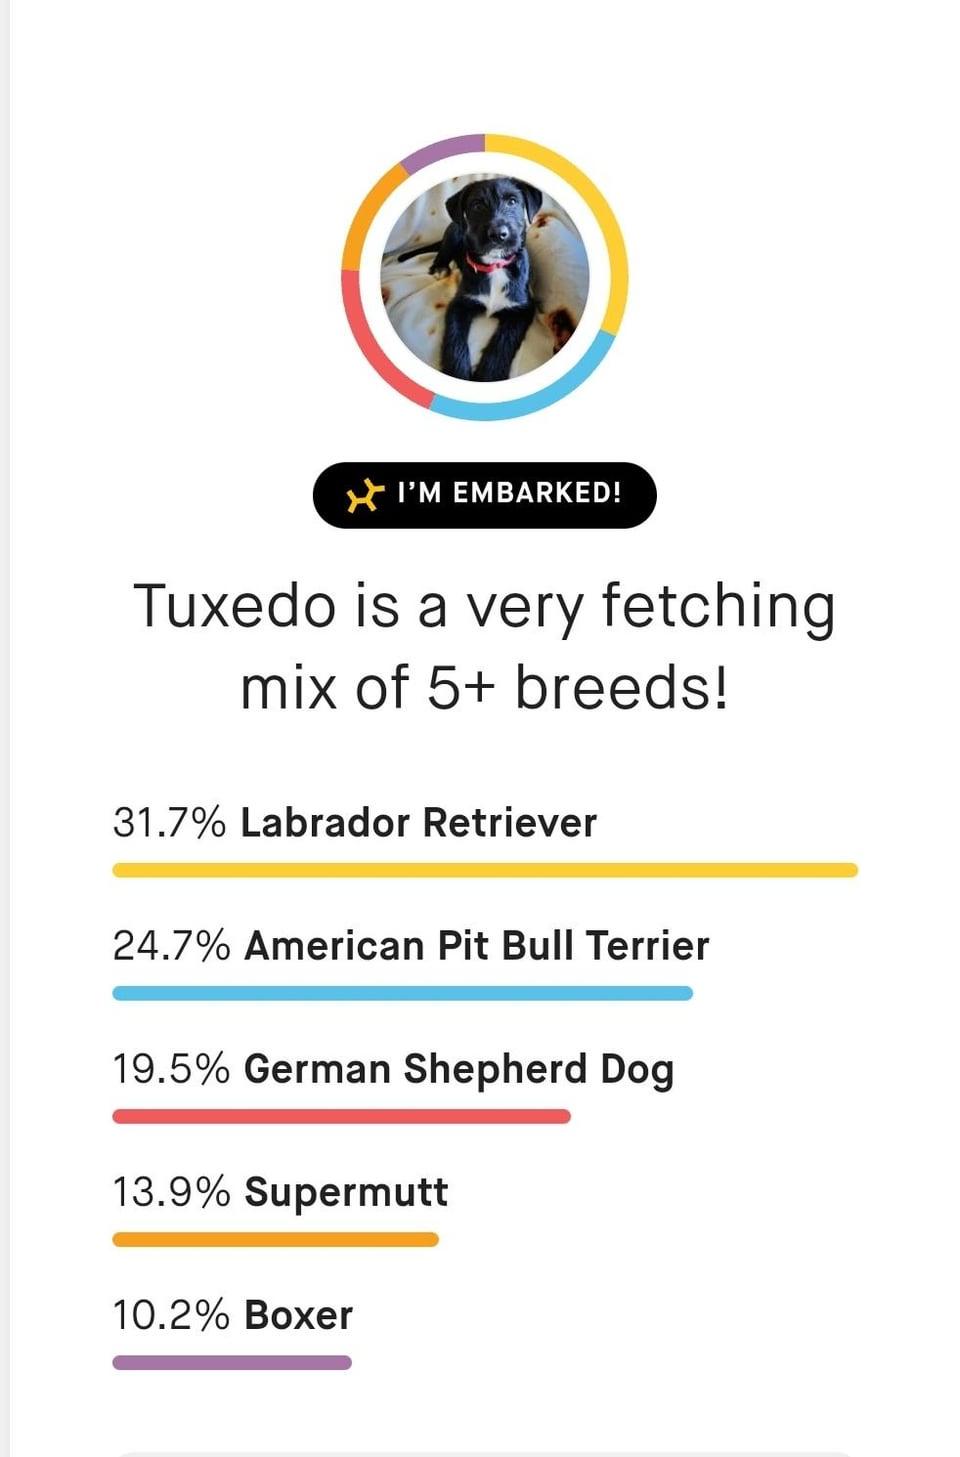 I'M EMBARKED!
Tuxedo is a very fetching
mix of 5+ breeds!
31.7% Labrador Retriever
24.7% American Pit Bull Terrier
19.5% German Shepherd Dog
13.9% Supermutt
10.2% Boxer